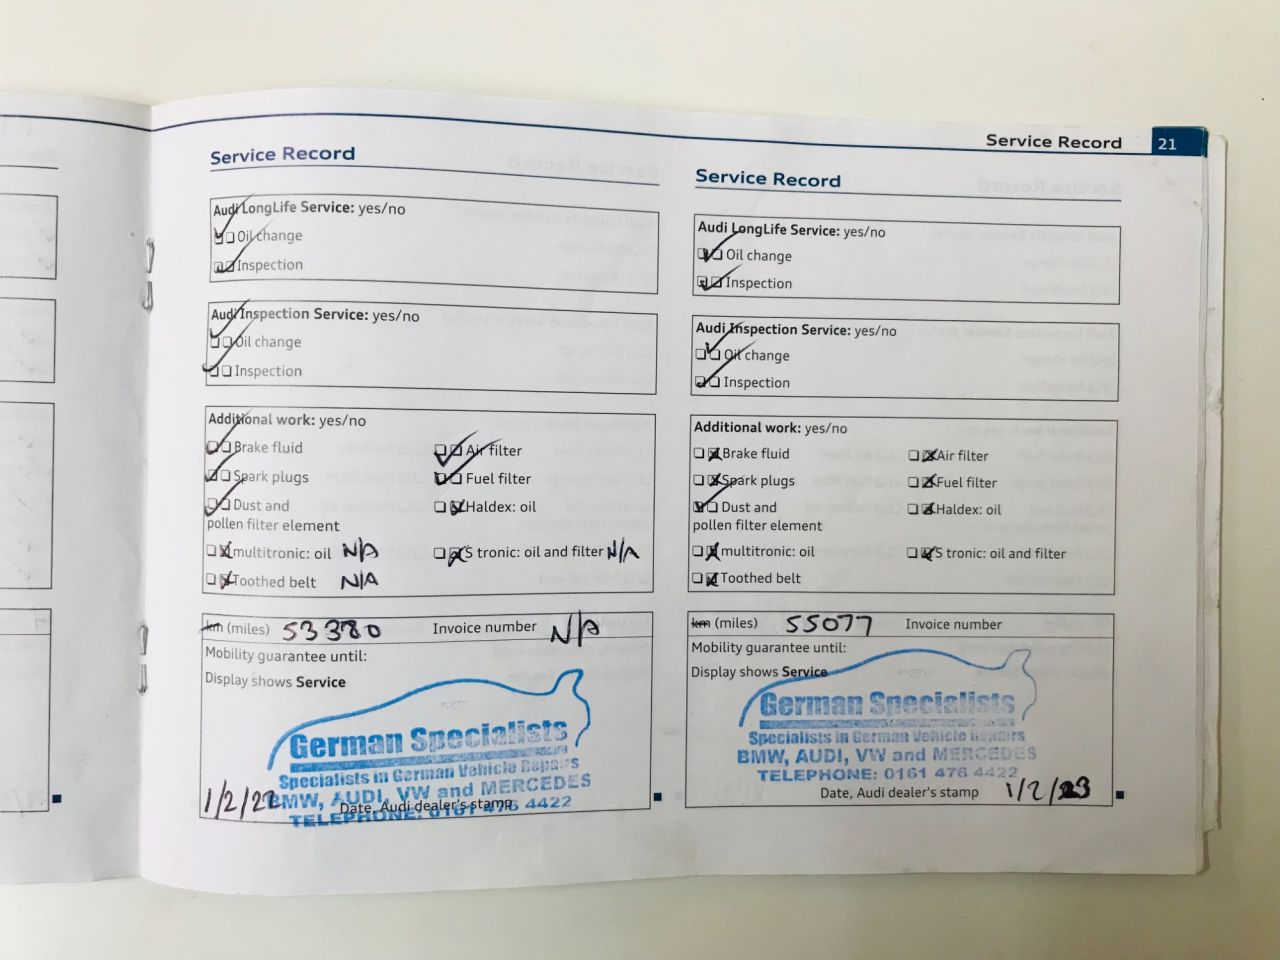 Service Record
21
Service Record
Audi LongLife Service: yes/no
Oil change
Inspection
Audi Inspection Service: yes/no
Oil change
Inspection
Additional work: yes/no
Brake fluid
Air filter
Spark plugs
Fuel filter
Dust and
pollen filter element
Haldex: oil
multitronic: oil N/A
S tronic: oil and filter N/A
Toothed belt N/A
km (miles) 53380 Invoice number N/A
Mobility guarantee until:
Display shows Service
German Specialists
Specialists in German Vehicle Repairs
BMW, AUDI, VW and MERCEDES
TELEPHONE: 0161 476 4422
1/2/22
Date, Audi dealer's stamp
Service Record
Audi LongLife Service: yes/no
Oil change
Inspection
Audi Inspection Service: yes/no
Oil change
Inspection
Additional work: yes/no
Brake fluid
Air filter
Spark plugs
Fuel filter
Dust and
pollen filter element
Haldex: oil
multitronic: oil
S tronic: oil and filter
Toothed belt
km (miles) 55077 Invoice number
Mobility guarantee until:
Display shows Service
German Specialists
Specialists in German Vehicle Repairs
BMW, AUDI, VW and MERCEDES
TELEPHONE: 0161 476 4422
Date, Audi dealer's stamp 1/2/23